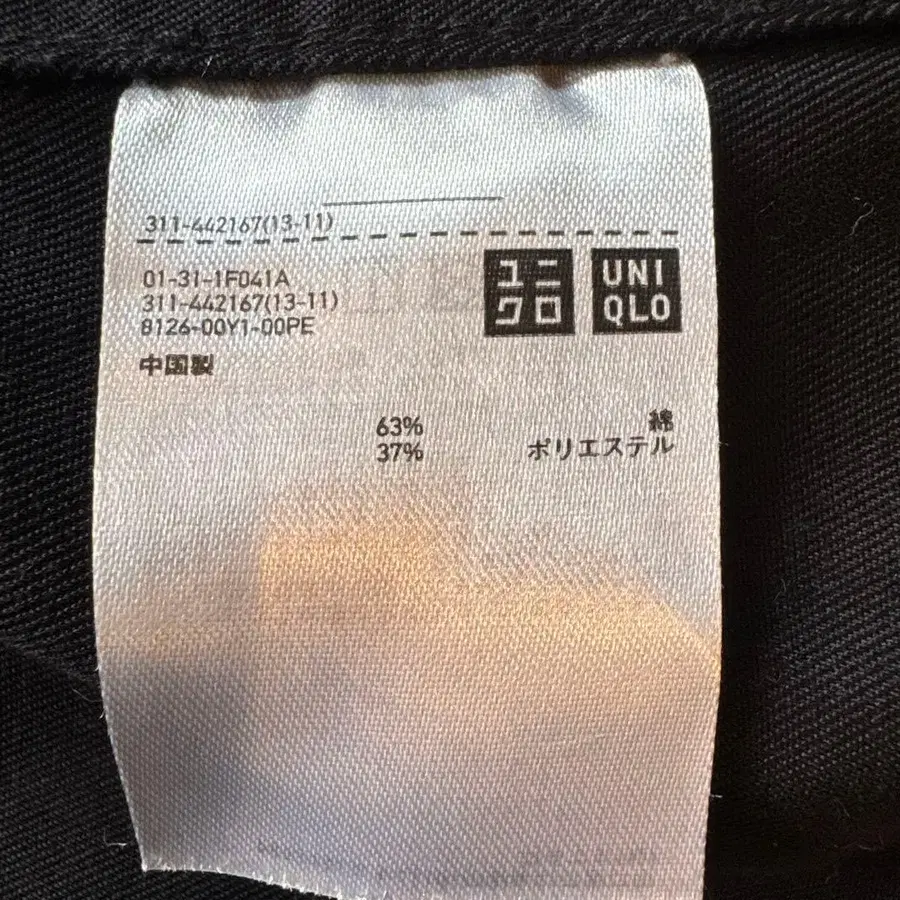 311-442167(13-11)
01-31-1F041A
311-442167(13-11)
8126-00Y1-00PE
中国製
ユニ
クロ
UNI
QLO
63% 綿
37% ポリエステル